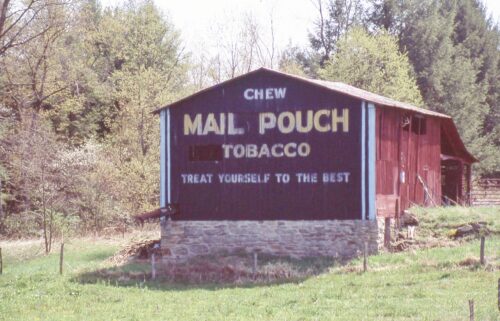 CHEW
MAIL POUCH
TOBACCO
TREAT YOURSELF TO THE BEST